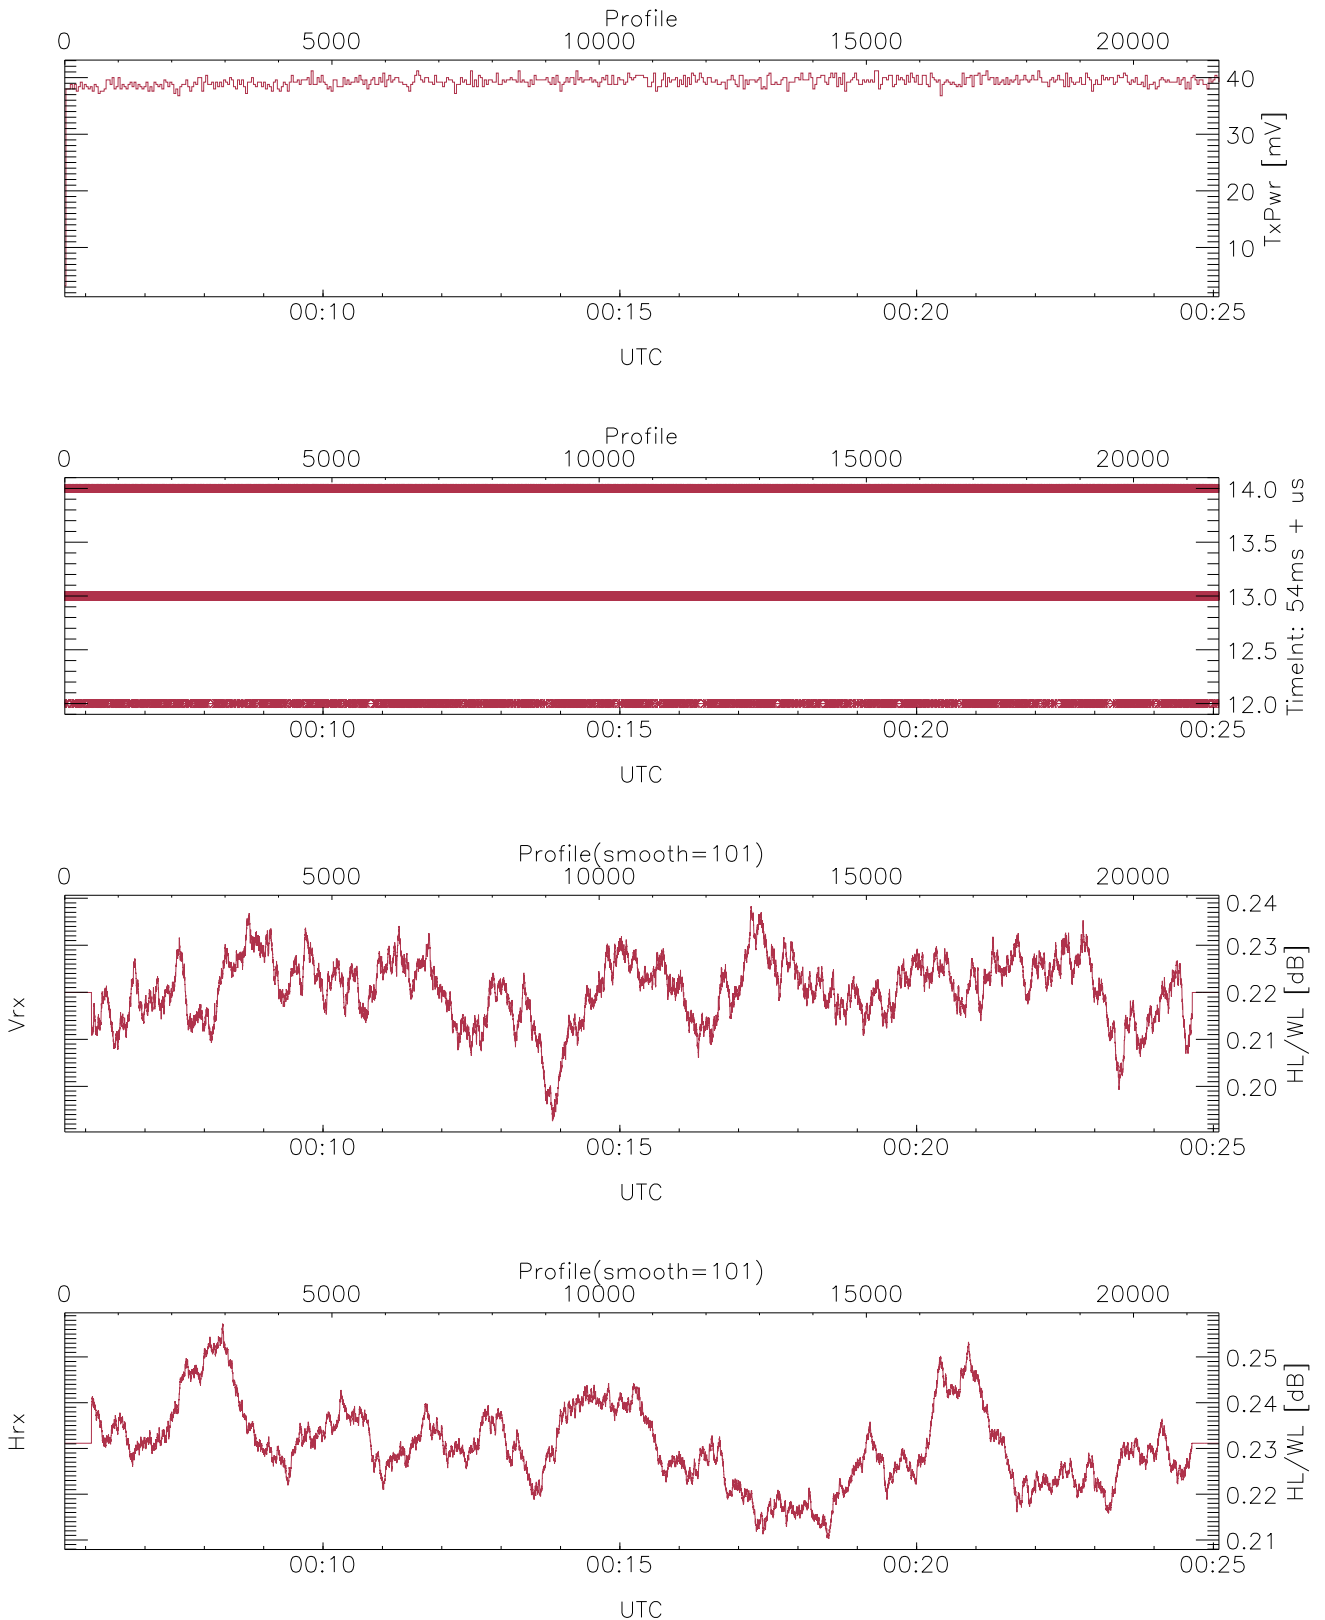 Profile
0 5000 10000 15000 20000
40
30
20
10
TxPwr [mV]
00:10 00:15 00:20 00:25
UTC
Profile
0 5000 10000 15000 20000
14.0
13.5
13.0
12.5
12.0
TimeInt: 54ms + us
00:10 00:15 00:20 00:25
UTC
Profile(smooth=101)
0 5000 10000 15000 20000
Vrx
0.24
0.23
0.22
0.21
0.20
HL/WL [dB]
00:10 00:15 00:20 00:25
UTC
Profile(smooth=101)
0 5000 10000 15000 20000
Hrx
0.25
0.24
0.23
0.22
0.21
HL/WL [dB]
00:10 00:15 00:20 00:25
UTC